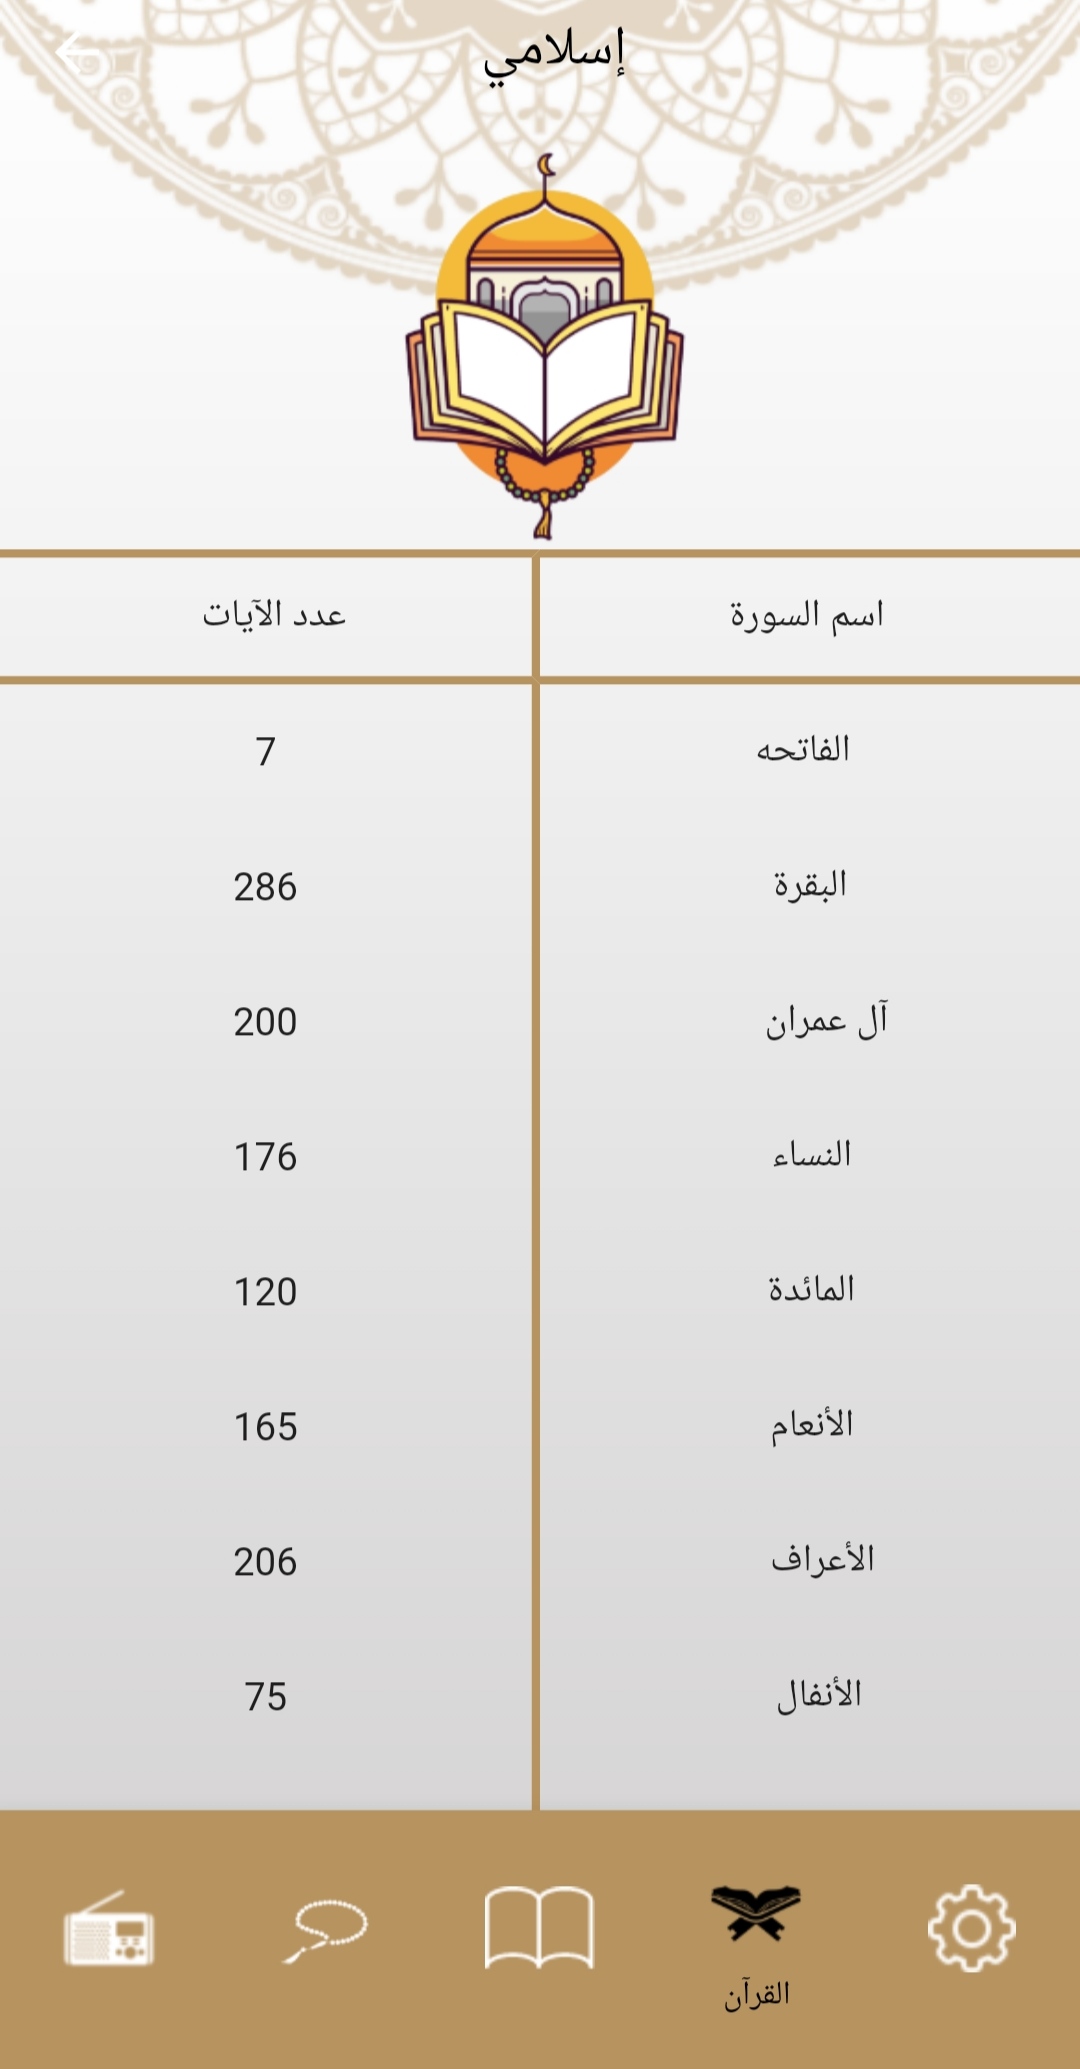 إسلامي
اسم السورة عدد الآيات
الفاتحه 7
البقرة 286
آل عمران 200
النساء 176
المائدة 120
الأنعام 165
الأعراف 206
الأنفال 75
القرآن